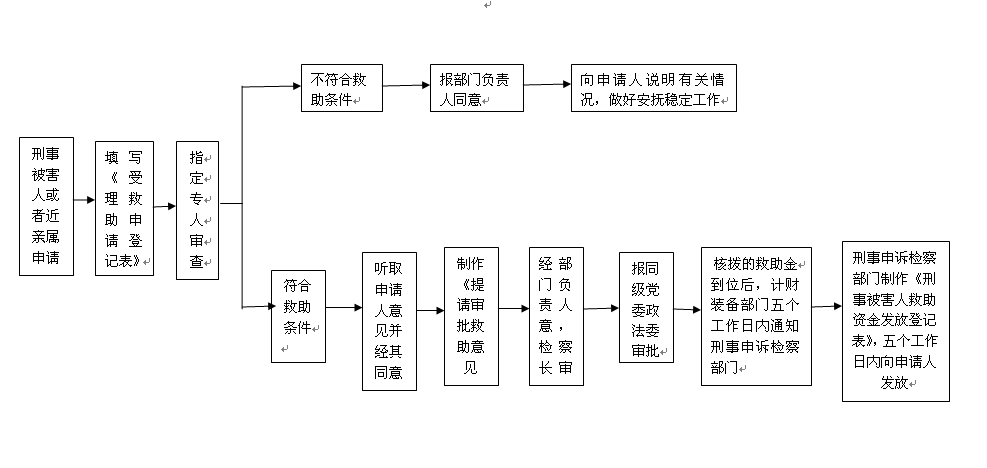 刑事
被害
人或
者近
亲属
申请
填 写
《 受
理 救
助 申
请 登
记表》
指
定
专
人
审
查
不符合救
助条件
报部门负责
人同意
向申请人说明有关情
况，做好安抚稳定工作
符合
救助
条件
听取
申请
人意
见并
经其
同意
制作
《提
请审
批救
助意
见
经 部
门 负
责 人
意 ，
检 察
长 审
报同
级党
委政
法委
审批
核拨的救助金
到位后，计财
装备部门五个
工作日内通知
刑事申诉检察
部门
刑事申诉检察
部门制作《刑
事被害人救助
资金发放登记
表》，五个工作
日内向申请人
发放